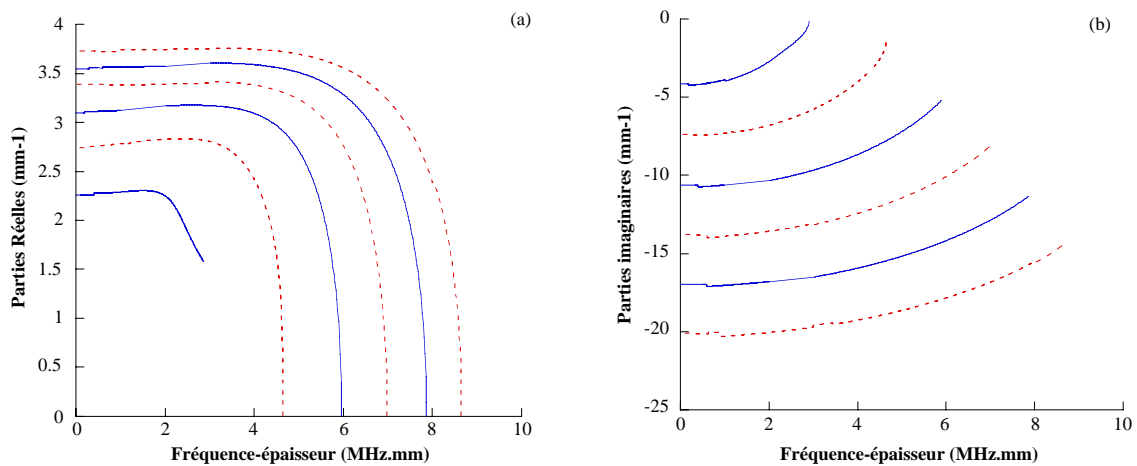 (a)
4
3.5
3
2.5
2
1.5
1
0.5
0
0 2 4 6 8 10
Parties Réelles (mm-1)
Fréquence-épaisseur (MHz.mm)
(b)
0
-5
-10
-15
-20
-25
0 2 4 6 8 10
Parties imaginaires (mm-1)
Fréquence-épaisseur (MHz.mm)